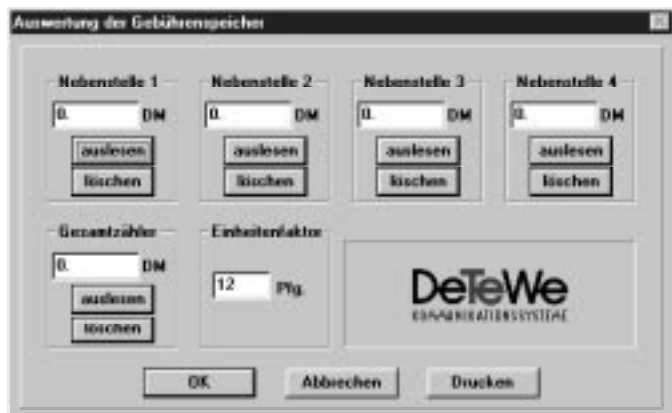 Auswertung der Gebührenspeicher
Nebenstelle 1 Nebenstelle 2 Nebenstelle 3 Nebenstelle 4
0. DM 0. DM 0. DM 0. DM
auslesen auslesen auslesen auslesen
löschen löschen löschen löschen
Gesamtzähler Einheitenfaktor
0. DM
12 Pfg.
auslesen
löschen
DeTeWe
KOMMUNIKATIONSSYSTEME
OK Abbrechen Drucken